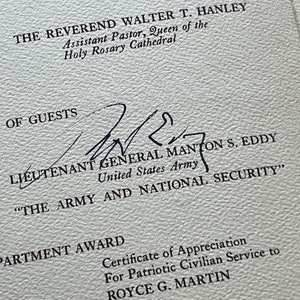 THE REVEREND WALTER T. HANLEY
Assistant Pastor, Queen of the
Holy Rosary Cathedral
OF GUESTS
LIEUTENANT GENERAL MANTON S. EDDY
United States Army
"THE ARMY AND NATIONAL SECURITY"
PARTMENT AWARD
Certificate of Appreciation
For Patriotic Civilian Service to
ROYCE G. MARTIN